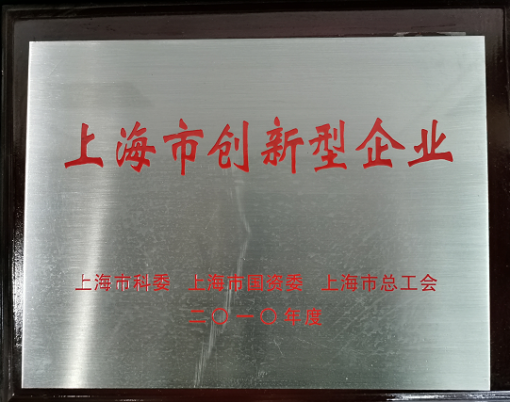 上海市创新型企业
上海市科委 上海市国资委 上海市总工会
二〇一〇年度